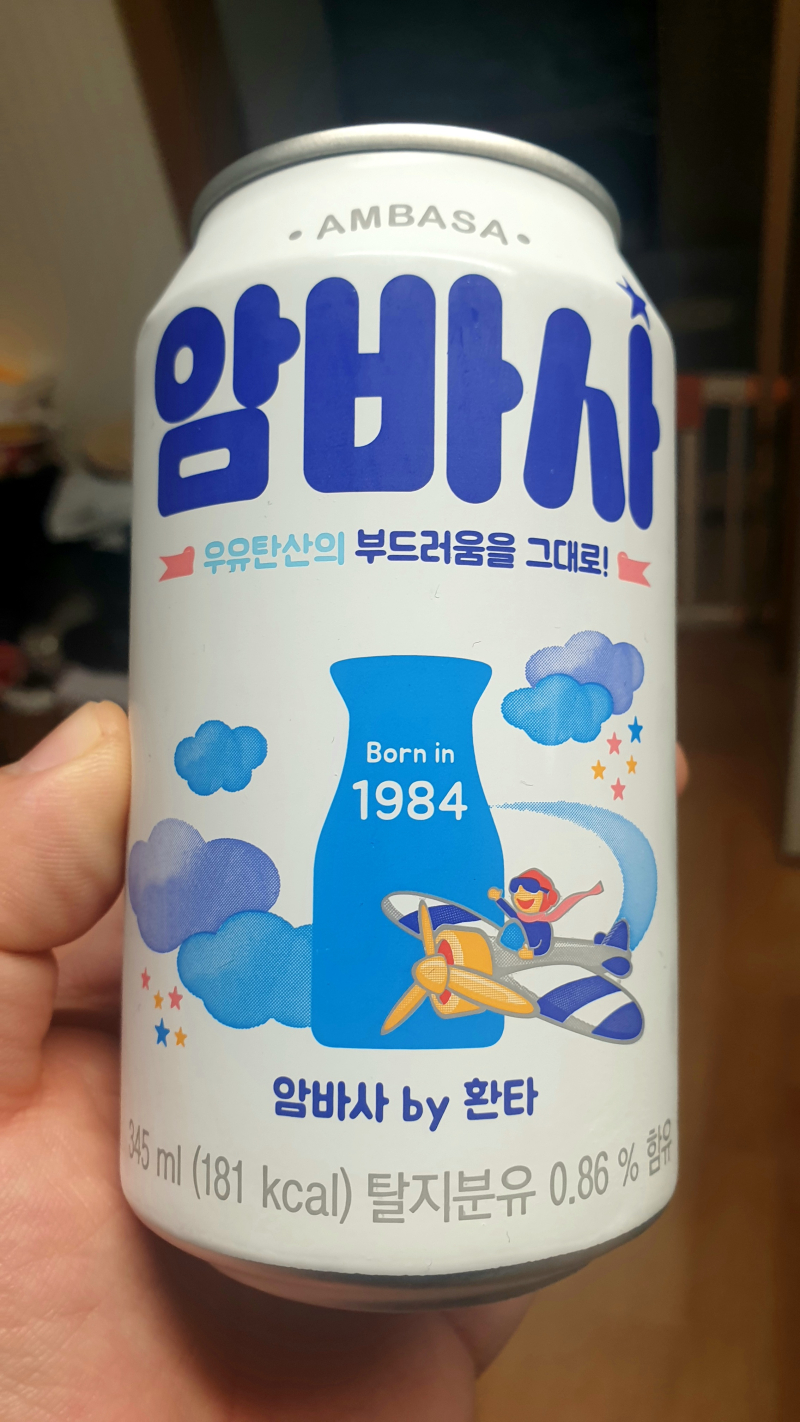 • AMBASA •
암바사
우유탄산의 부드러움을 그대로!
Born in
1984
암바사 by 환타
345 ml (181 kcal) 탈지분유 0.86 % 함유